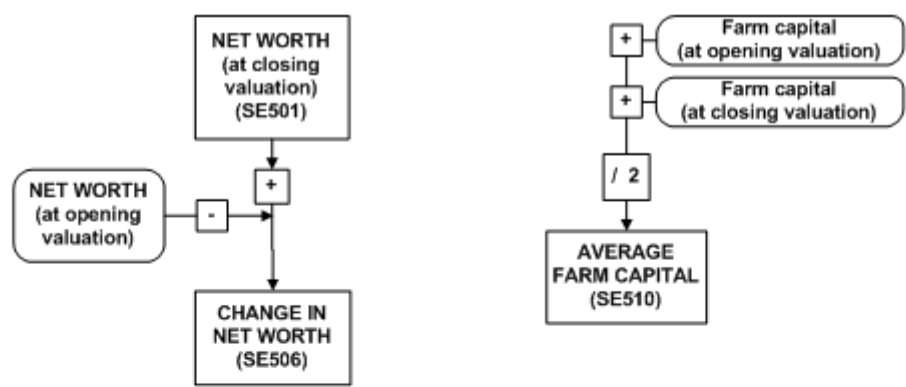 NET WORTH
(at closing
valuation)
(SE501)
+
NET WORTH
(at opening
valuation)
-
CHANGE IN
NET WORTH
(SE506)
+
Farm capital
(at opening valuation)
+
Farm capital
(at closing valuation)
/ 2
AVERAGE
FARM CAPITAL
(SE510)